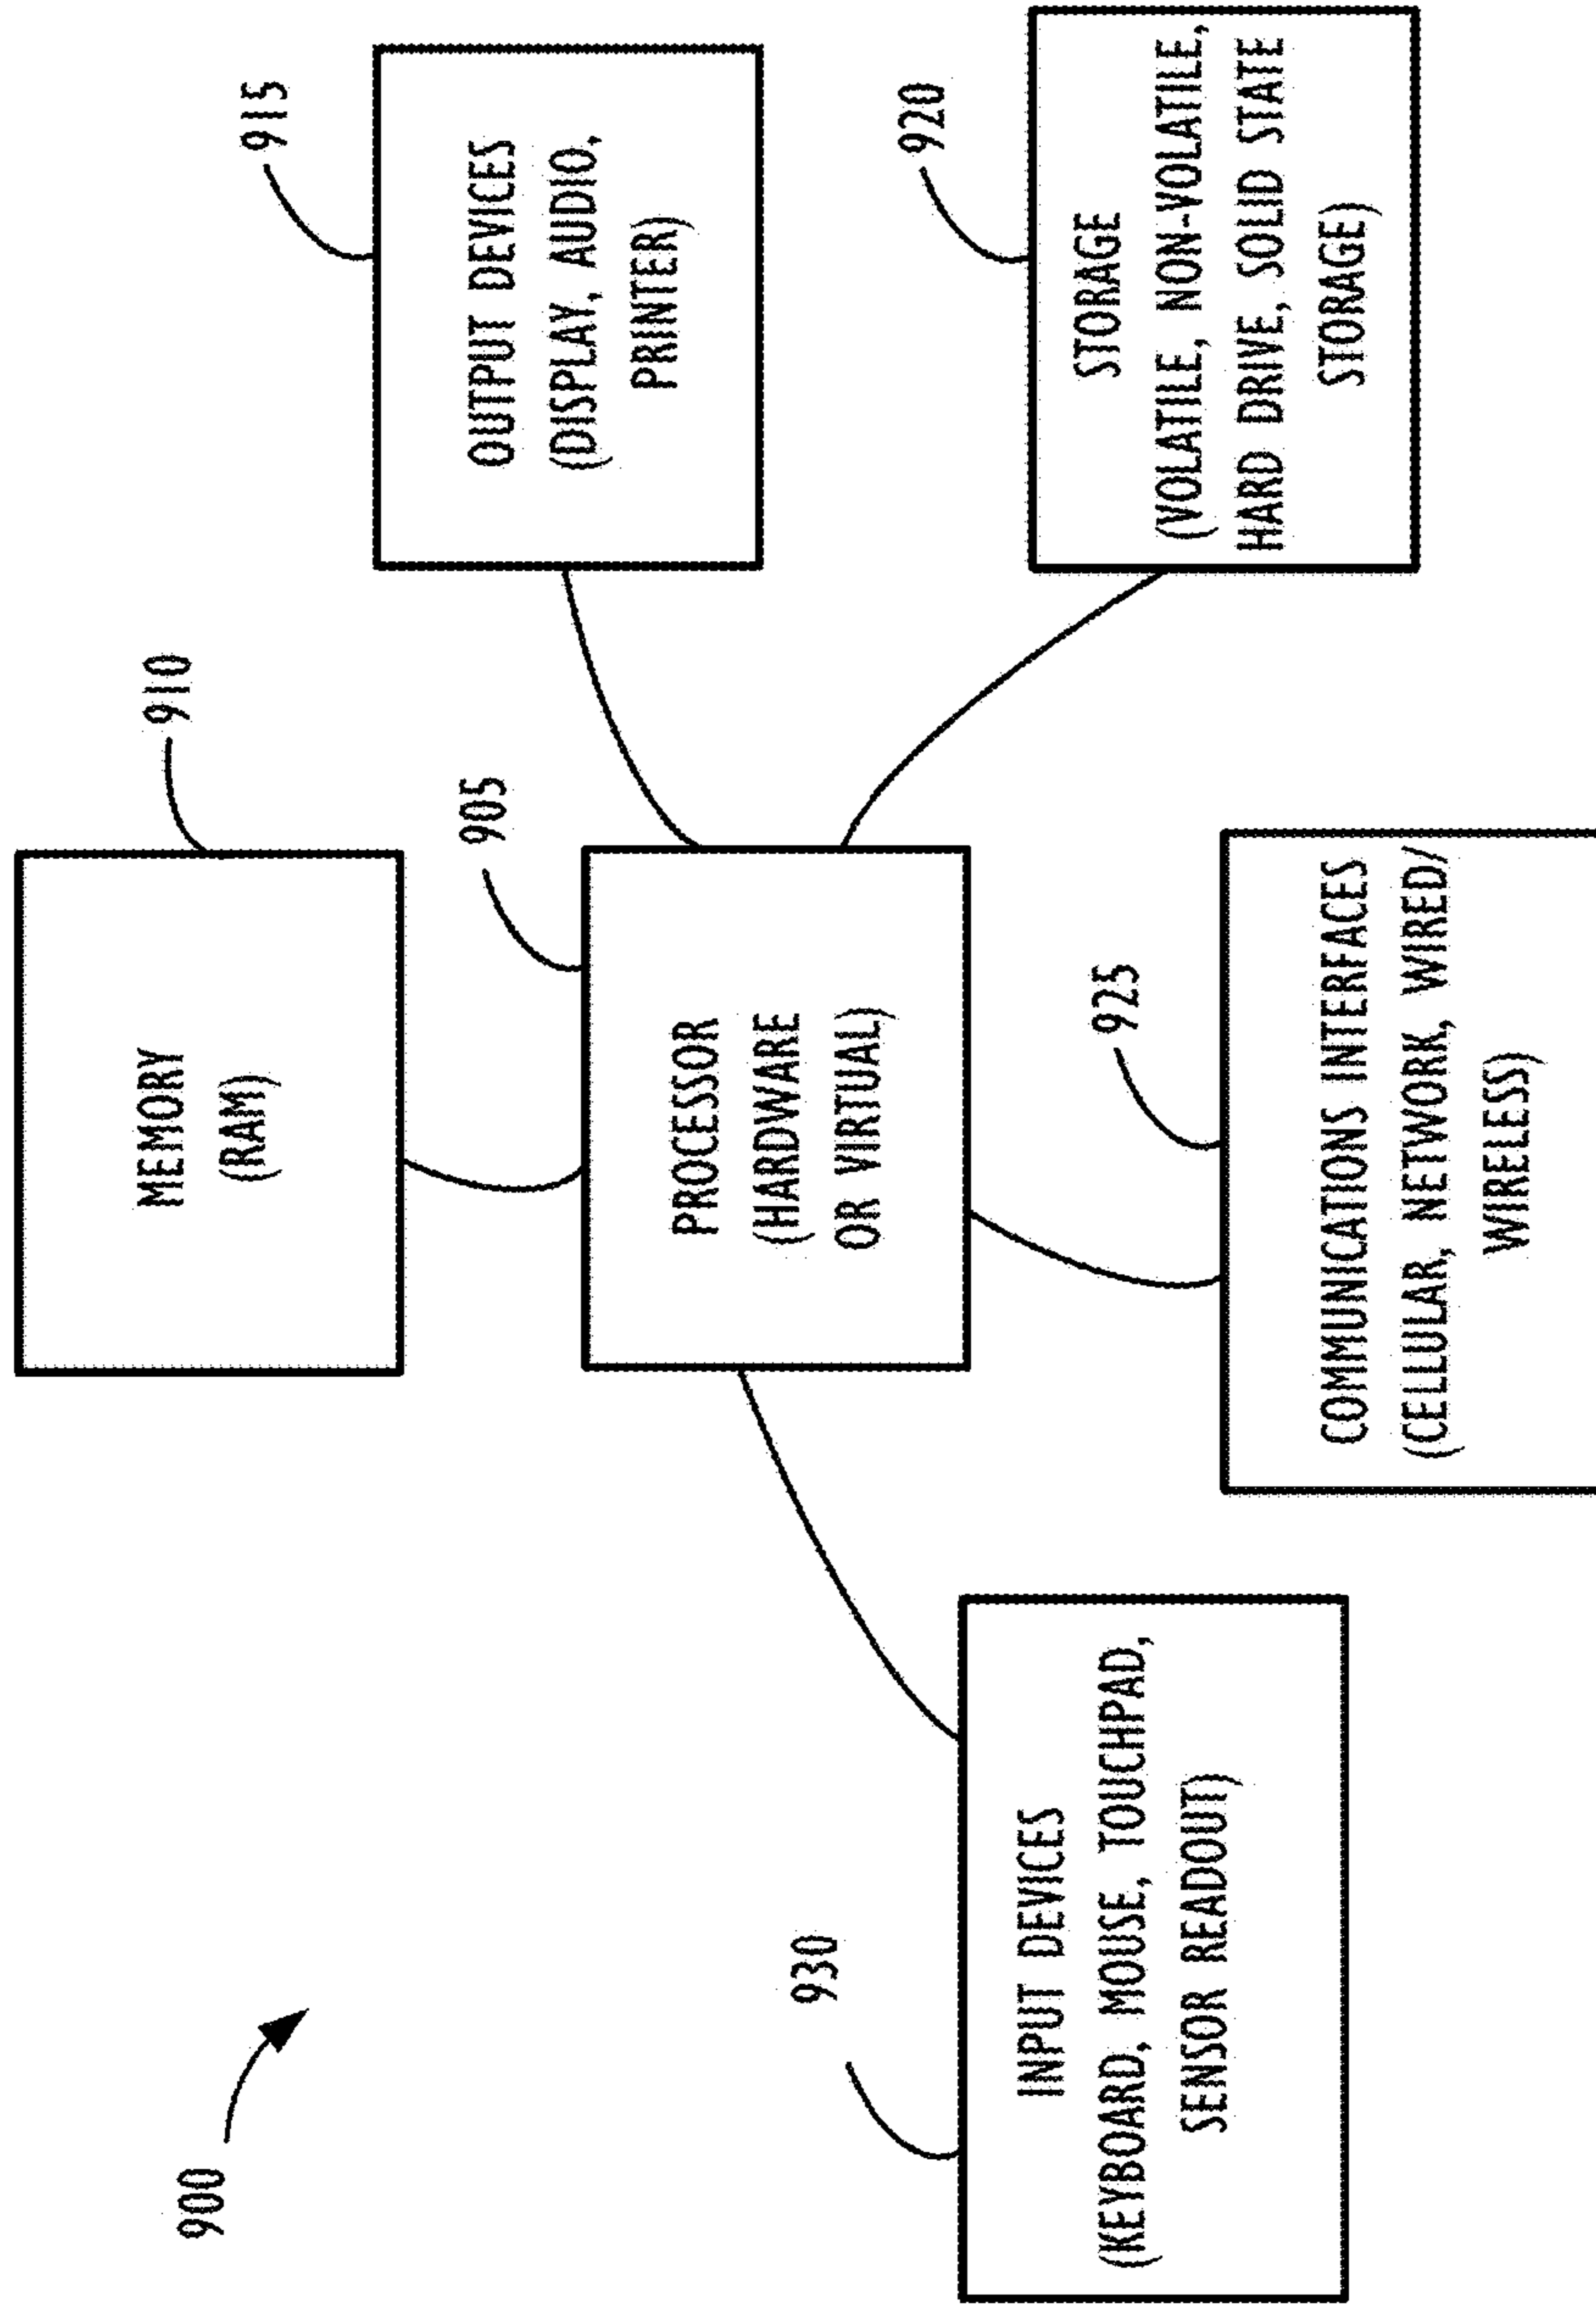 900
910
MEMORY
(RAM)
915
OUTPUT DEVICES
(DISPLAY, AUDIO,
PRINTER)
905
PROCESSOR
(HARDWARE
OR VIRTUAL)
930
INPUT DEVICES
(KEYBOARD, MOUSE, TOUCHPAD,
SENSOR READOUT)
925
COMMUNICATIONS INTERFACES
(CELLULAR, NETWORK, WIRED/
WIRELESS)
920
STORAGE
(VOLATILE, NON-VOLATILE,
HARD DRIVE, SOLID STATE
STORAGE)